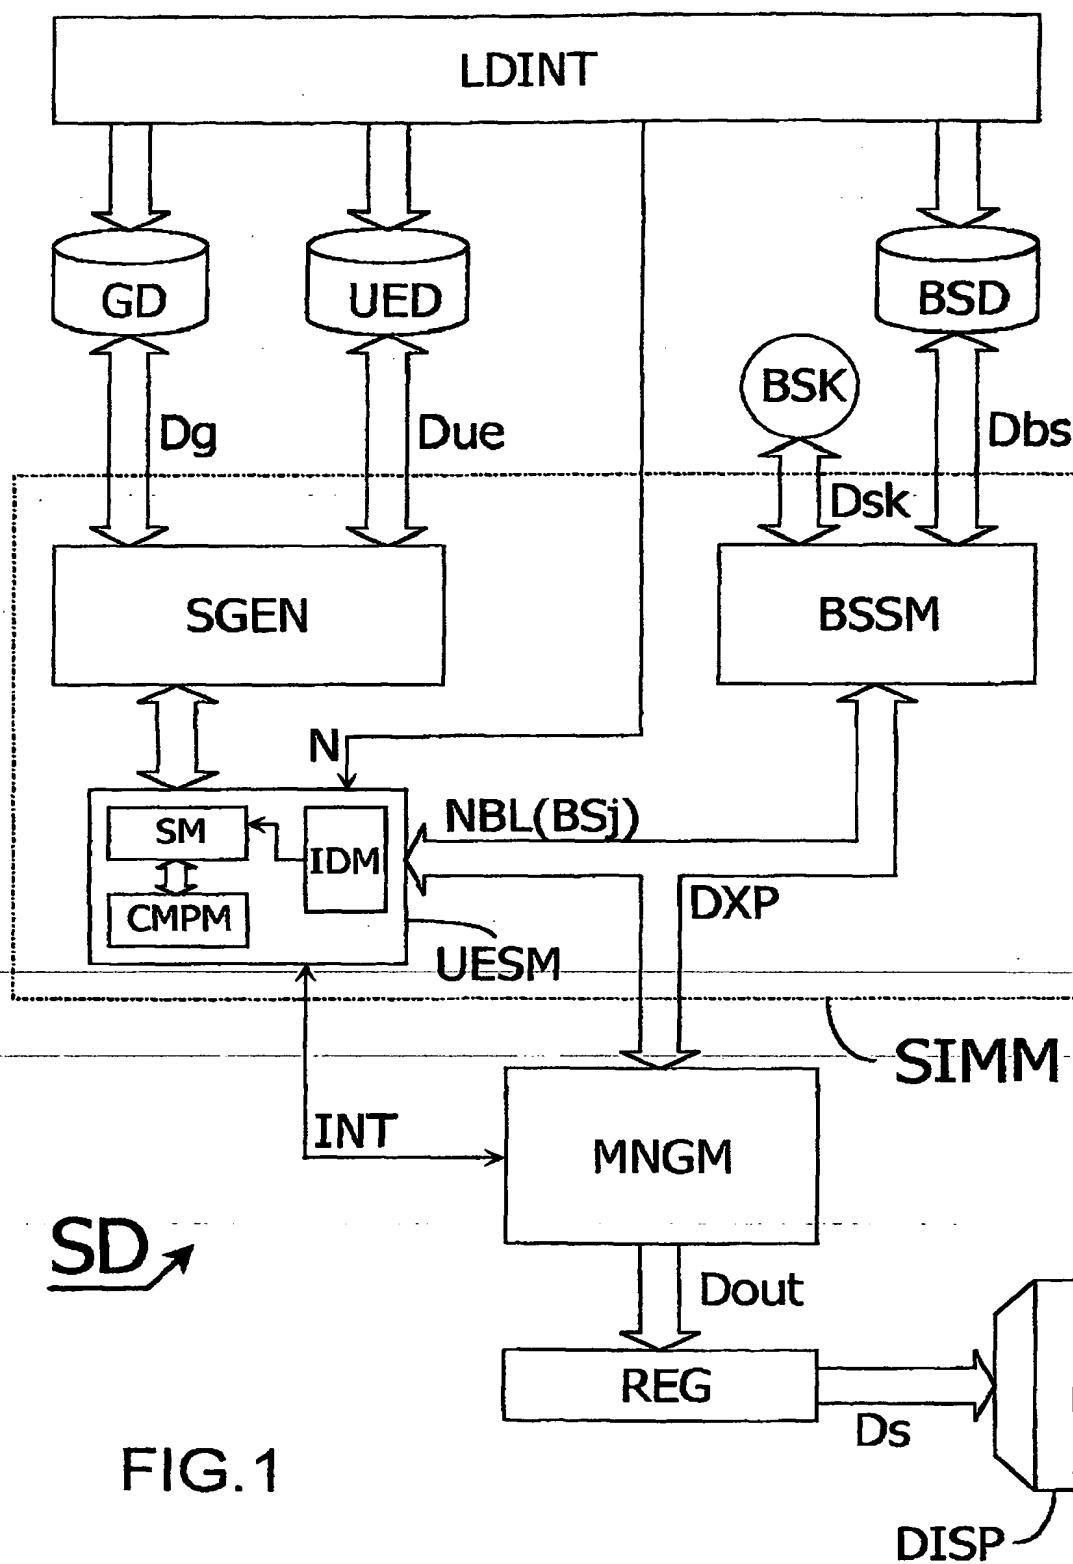 LDINT
GD
UED
BSD
BSK
Dg
Due
Dbs
Dsk
SGEN
BSSM
N
NBL(BSj)
SM
IDM
CMPM
DXP
UESM
SIMM
INT
MNGM
SD
Dout
REG
Ds
FIG.1
DISP